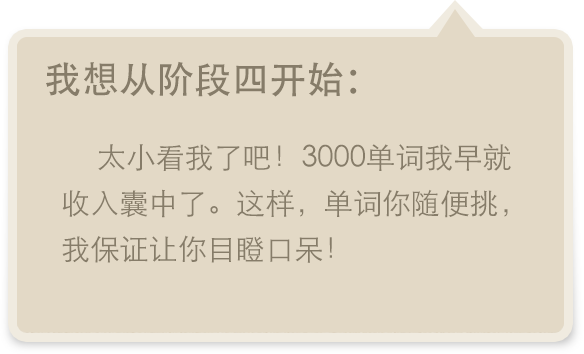 我想从阶段四开始：
太小看我了吧！3000单词我早就
收入囊中了。这样，单词你随便挑，
我保证让你目瞪口呆！